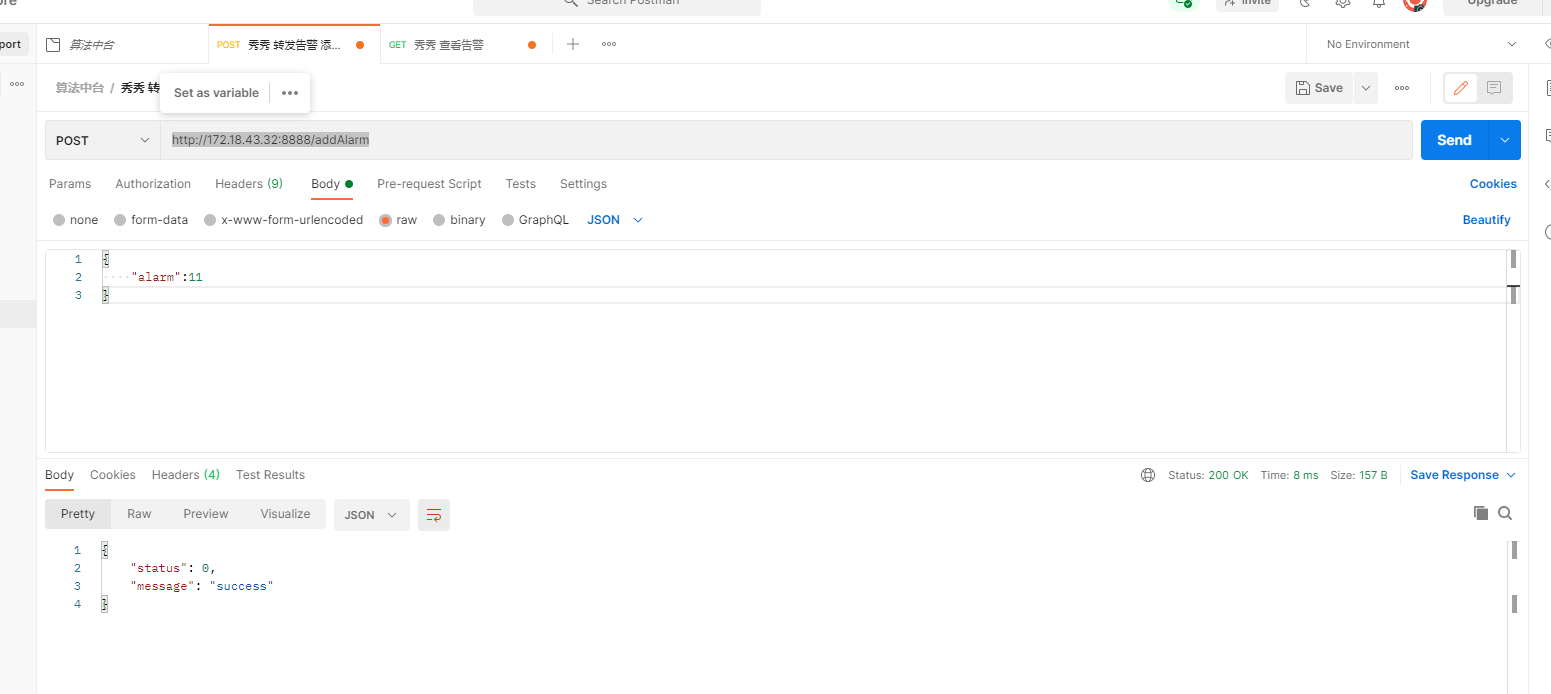 Search Postman
Invite
Upgrade
port
算法中台
POST 秀秀 转发告警 添...
GET 秀秀 查看告警
No Environment
算法中台 / 秀秀 转
Set as variable
Save
POST
http://172.18.43.32:8888/addAlarm
Send
Params Authorization Headers (9) Body Pre-request Script Tests Settings
Cookies
none form-data x-www-form-urlencoded raw binary GraphQL JSON
Beautify
1 {
2 ····"alarm":11
3 }
Body Cookies Headers (4) Test Results
Status: 200 OK Time: 8 ms Size: 157 B Save Response
Pretty Raw Preview Visualize JSON
1 {
2 "status": 0,
3 "message": "success"
4 }